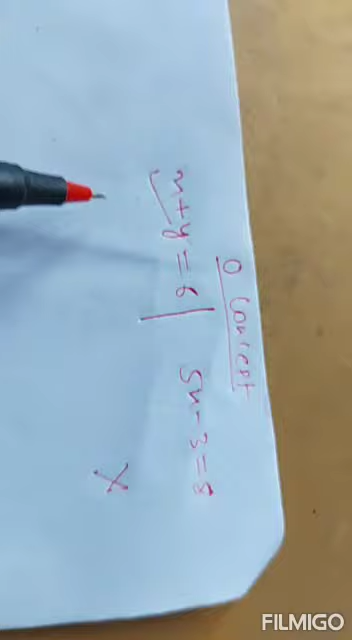 0 Concept
x+y=6 | 5x-3=8
✓ X
FILMIGO